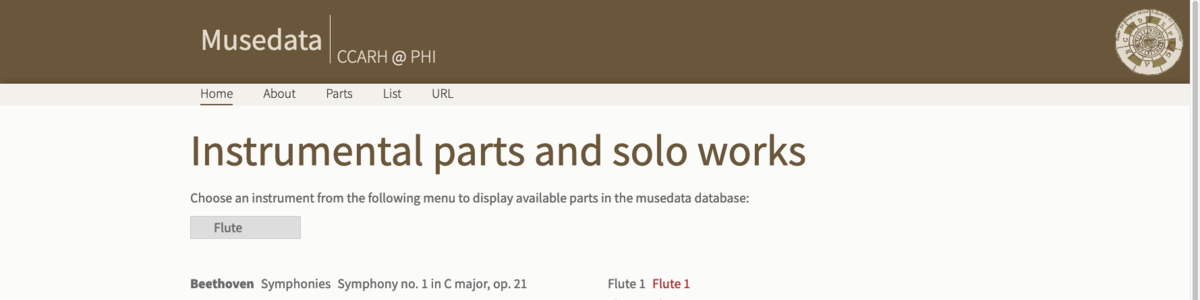 Musedata
CCARH @ PHI
Home About Parts List URL
Instrumental parts and solo works
Choose an instrument from the following menu to display available parts in the musedata database:
Flute
Beethoven Symphonies Symphony no. 1 in C major, op. 21 Flute 1 Flute 1